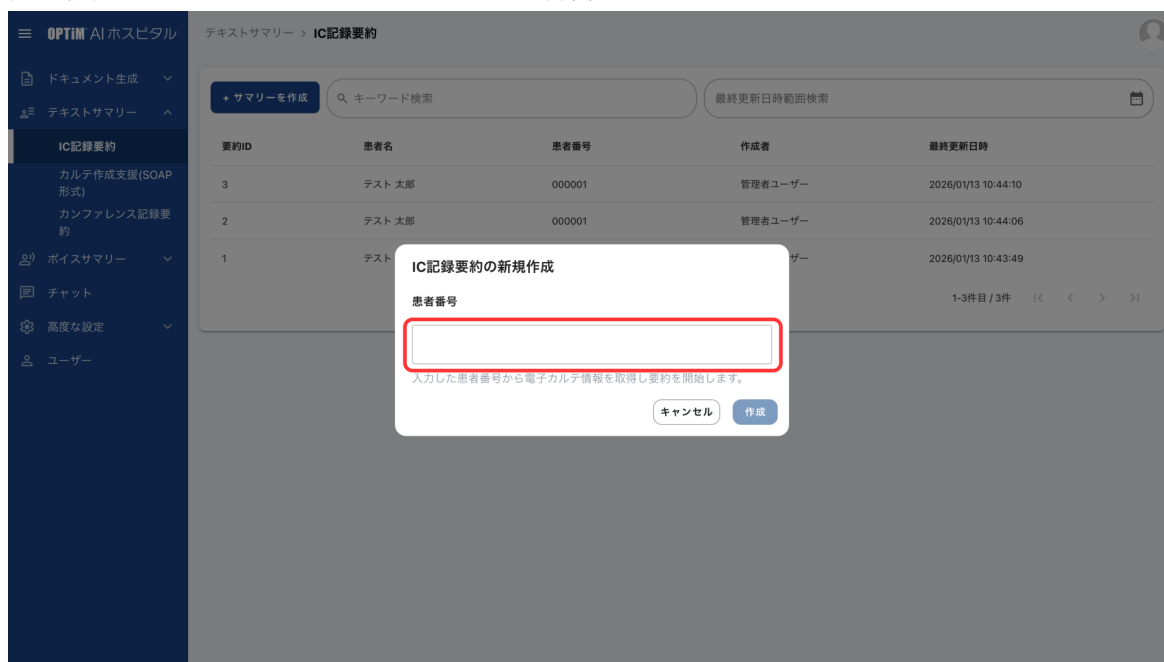 OPTiM AI ホスピタル
テキストサマリー › IC記録要約
ドキュメント生成
テキストサマリー
IC記録要約
カルテ作成支援(SOAP
形式)
カンファレンス記録要
約
ボイスサマリー
チャット
高度な設定
ユーザー
+ サマリーを作成
キーワード検索
最終更新日時範囲検索
要約ID 患者名 患者番号 作成者 最終更新日時
3 テスト 太郎 000001 管理者ユーザー 2026/01/13 10:44:10
2 テスト 太郎 000001 管理者ユーザー 2026/01/13 10:44:06
1 テスト ザー 2026/01/13 10:43:49
1-3件目 / 3件
IC記録要約の新規作成
患者番号
入力した患者番号から電子カルテ情報を取得し要約を開始します。
キャンセル 作成